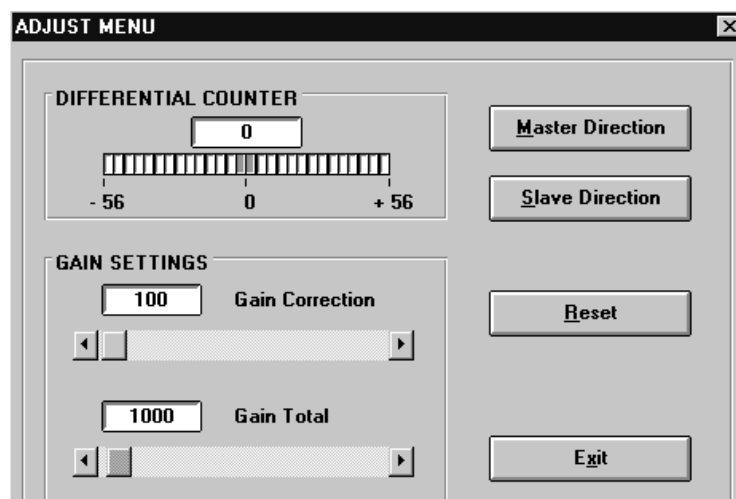 ADJUST MENU
DIFFERENTIAL COUNTER
0
- 56 0 + 56
Master Direction
Slave Direction
GAIN SETTINGS
100 Gain Correction
Reset
1000 Gain Total
Exit